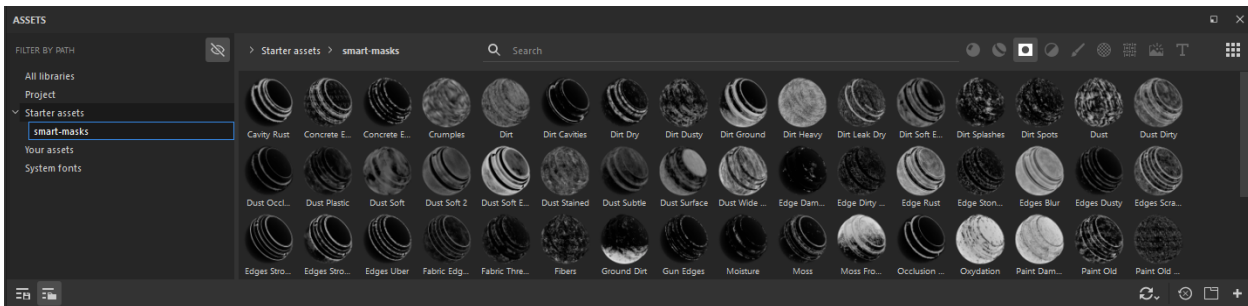 ASSETS
FILTER BY PATH
All libraries
Project
Starter assets
smart-masks
Your assets
System fonts
Starter assets > smart-masks
Search
T
Cavity Rust Concrete E... Concrete E... Crumples Dirt Dirt Cavities Dirt Dry Dirt Dusty Dirt Ground Dirt Heavy Dirt Leak Dry Dirt Soft E... Dirt Splashes Dirt Spots Dust Dust Dirty
Dust Occl... Dust Plastic Dust Soft Dust Soft 2 Dust Soft E... Dust Stained Dust Subtle Dust Surface Dust Wide ... Edge Dam... Edge Dirty ... Edge Rust Edge Ston... Edges Blur Edges Dusty Edges Scra...
Edges Stro... Edges Stro... Edges Uber Fabric Edg... Fabric Thre... Fibers Ground Dirt Gun Edges Moisture Moss Moss Fro... Occlusion ... Oxydation Paint Dam... Paint Old Paint Old ...